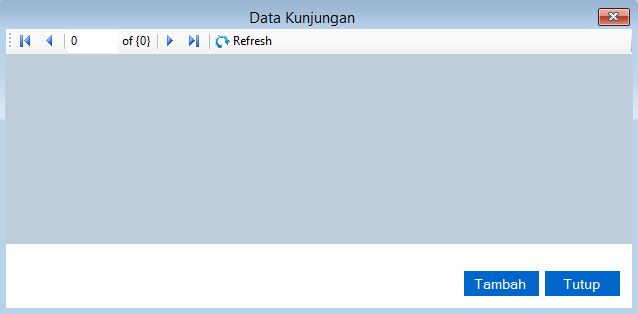 Data Kunjungan
0 of {0} Refresh
Tambah Tutup